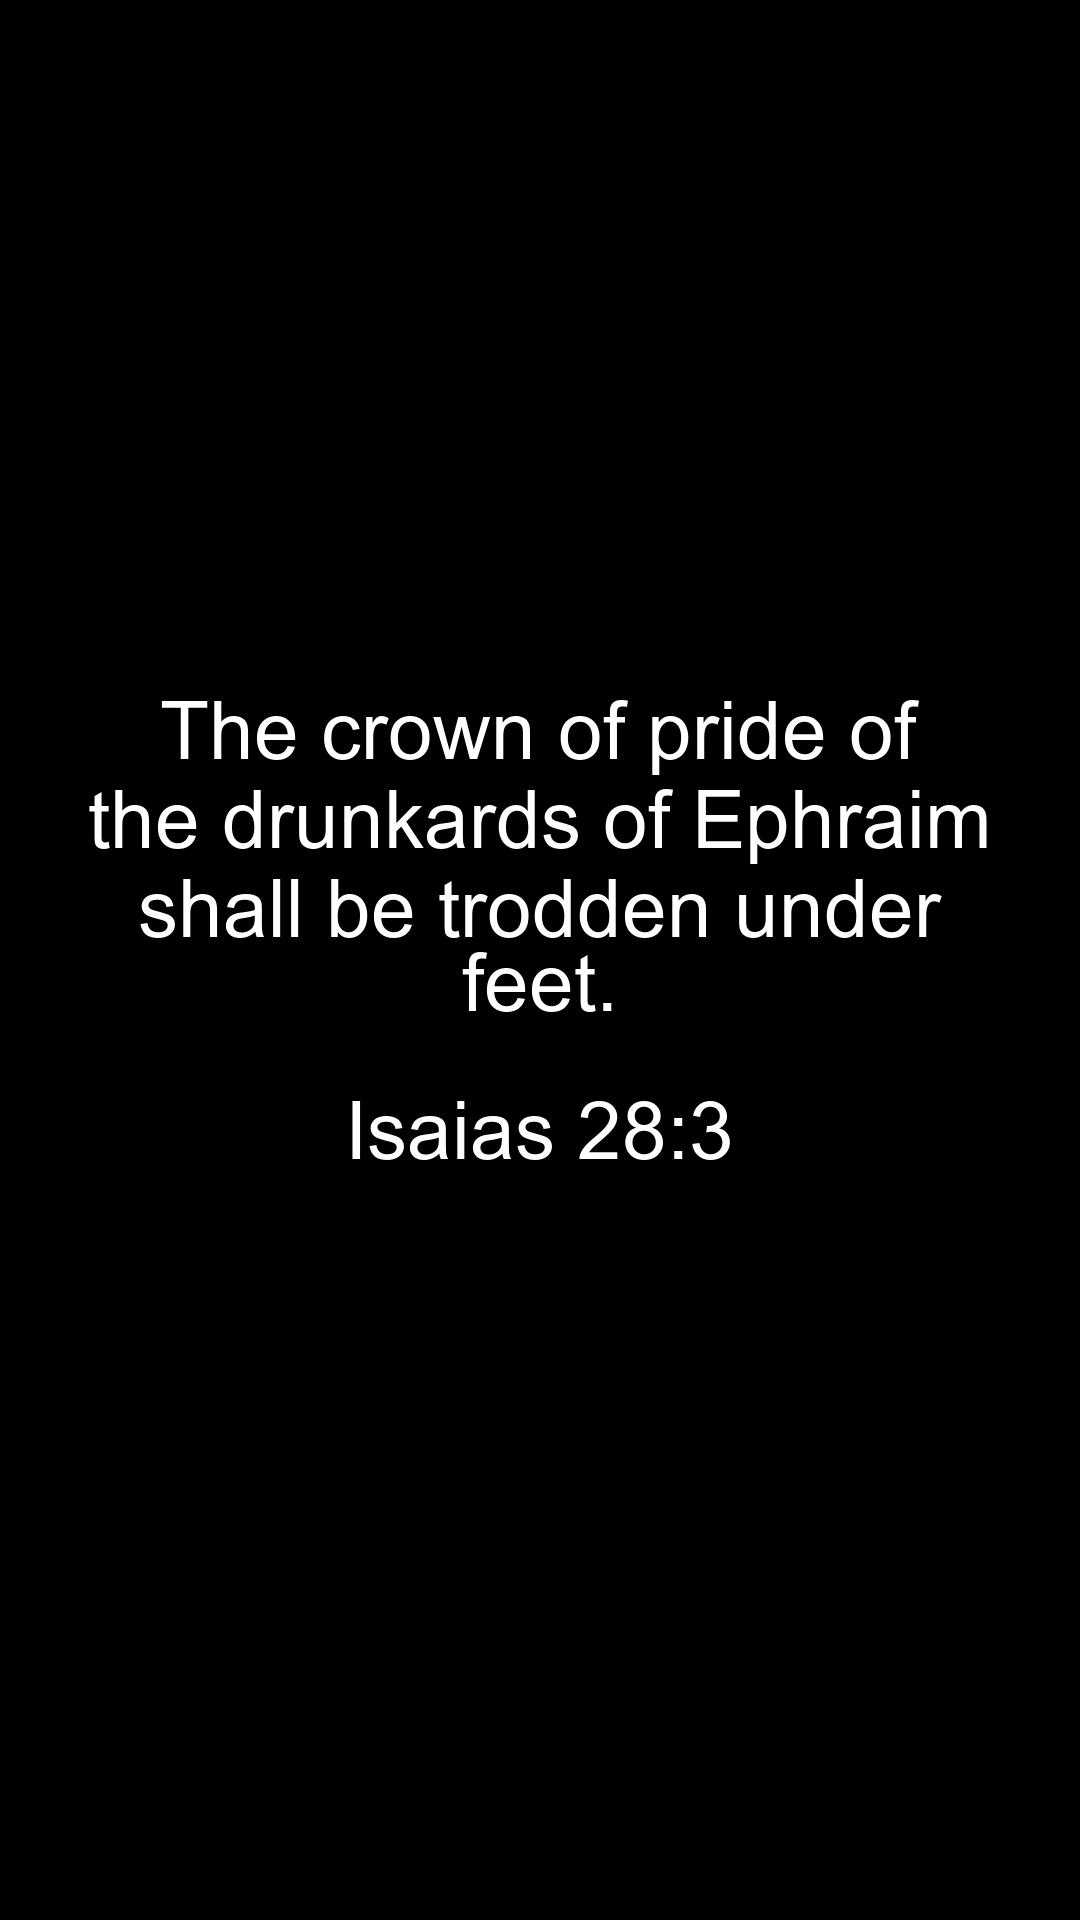 The crown of pride of
the drunkards of Ephraim
shall be trodden under
feet.
Isaias 28:3